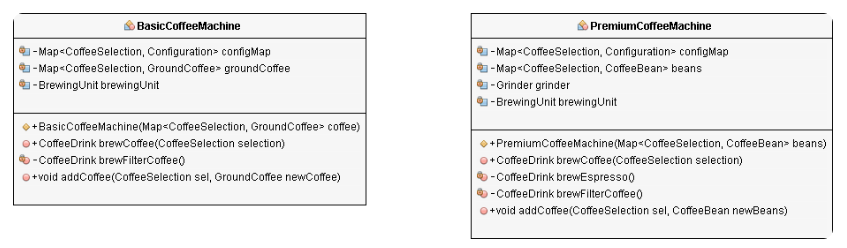 BasicCoffeeMachine
- Map<CoffeeSelection, Configuration> configMap
- Map<CoffeeSelection, GroundCoffee> groundCoffee
- BrewingUnit brewingUnit
+ BasicCoffeeMachine(Map<CoffeeSelection, GroundCoffee> coffee)
+ CoffeeDrink brewCoffee(CoffeeSelection selection)
- CoffeeDrink brewFilterCoffee()
+void addCoffee(CoffeeSelection sel, GroundCoffee newCoffee)
PremiumCoffeeMachine
- Map<CoffeeSelection, Configuration> configMap
- Map<CoffeeSelection, CoffeeBean> beans
- Grinder grinder
- BrewingUnit brewingUnit
+ PremiumCoffeeMachine(Map<CoffeeSelection, CoffeeBean> beans)
+ CoffeeDrink brewCoffee(CoffeeSelection selection)
- CoffeeDrink brewEspresso()
- CoffeeDrink brewFilterCoffee()
+void addCoffee(CoffeeSelection sel, CoffeeBean newBeans)